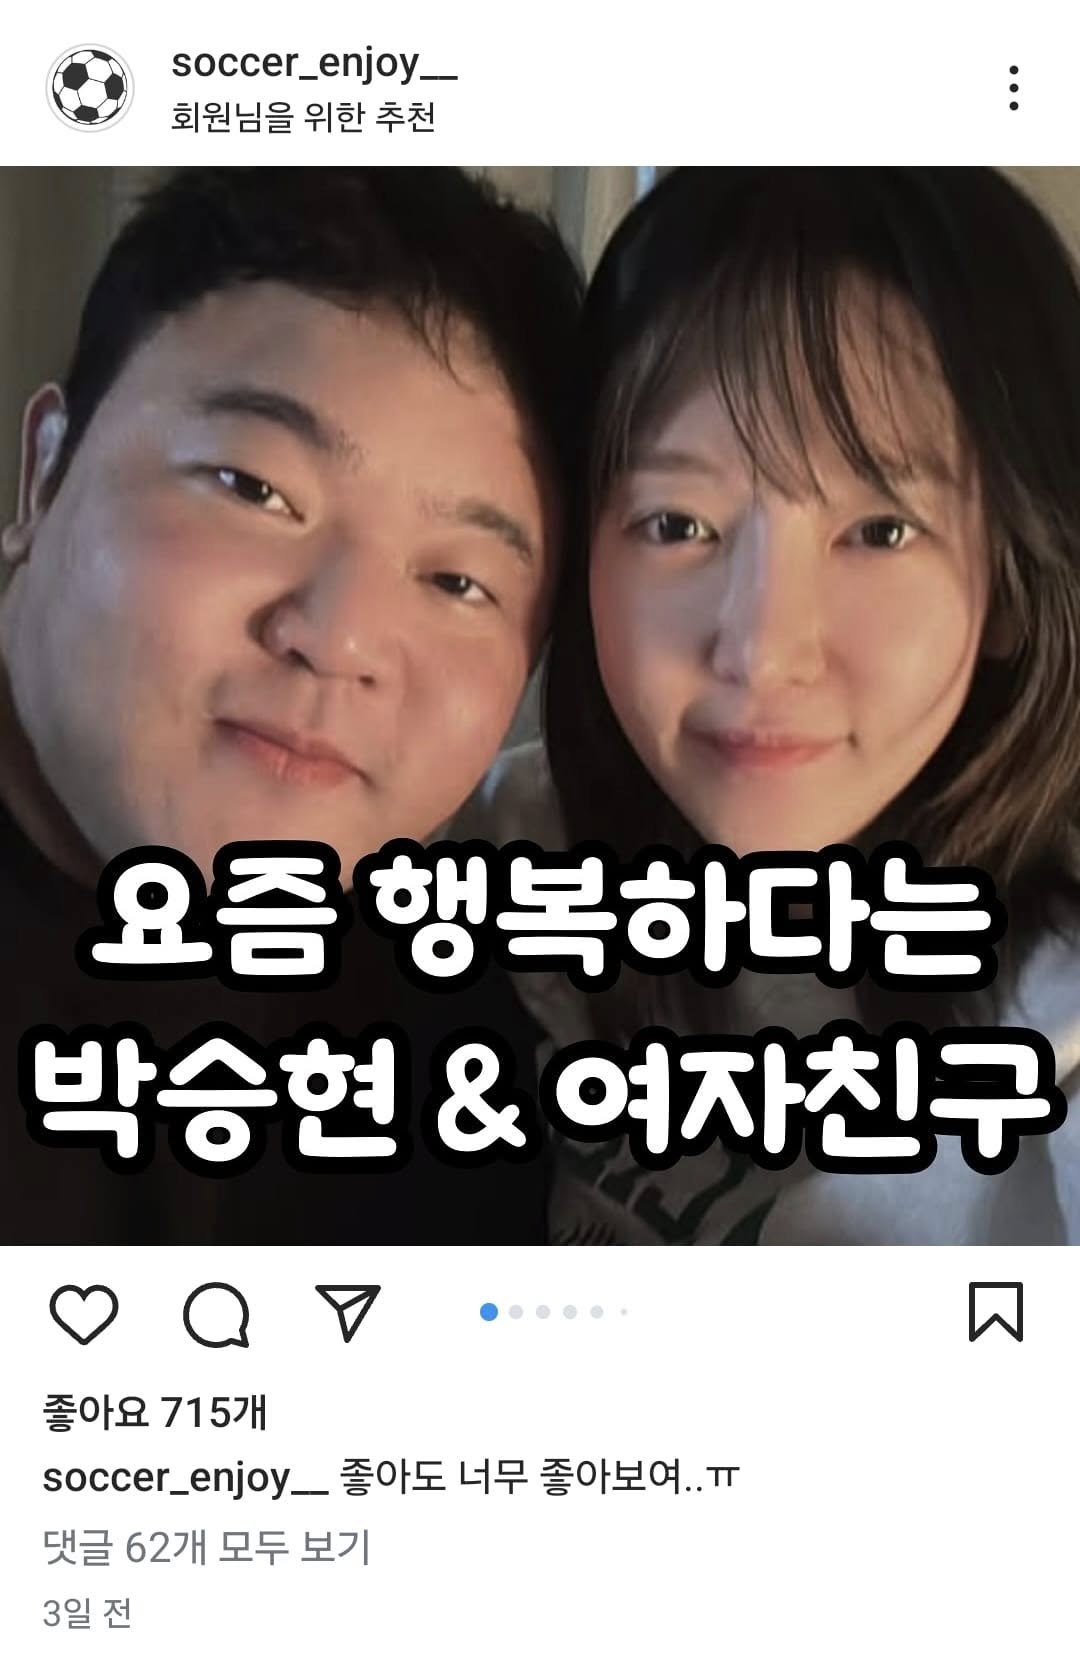 soccer_enjoy__
회원님을 위한 추천
요즘 행복하다는
박승현 & 여자친구
좋아요 715개
soccer_enjoy__ 좋아도 너무 좋아보여..ㅠ
댓글 62개 모두 보기
3일 전